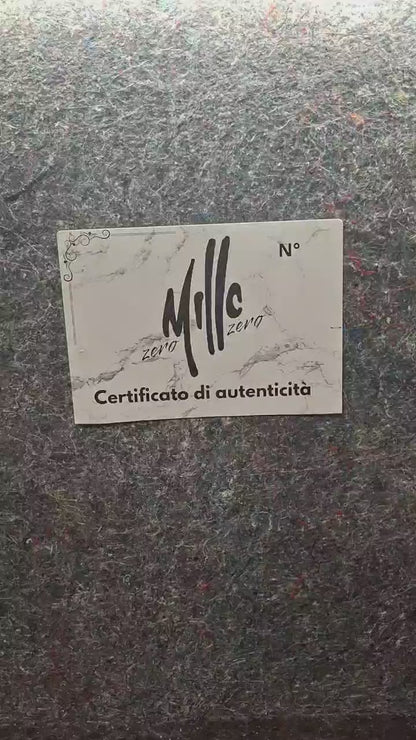 N°
Mille
zero zero
Certificato di autenticità